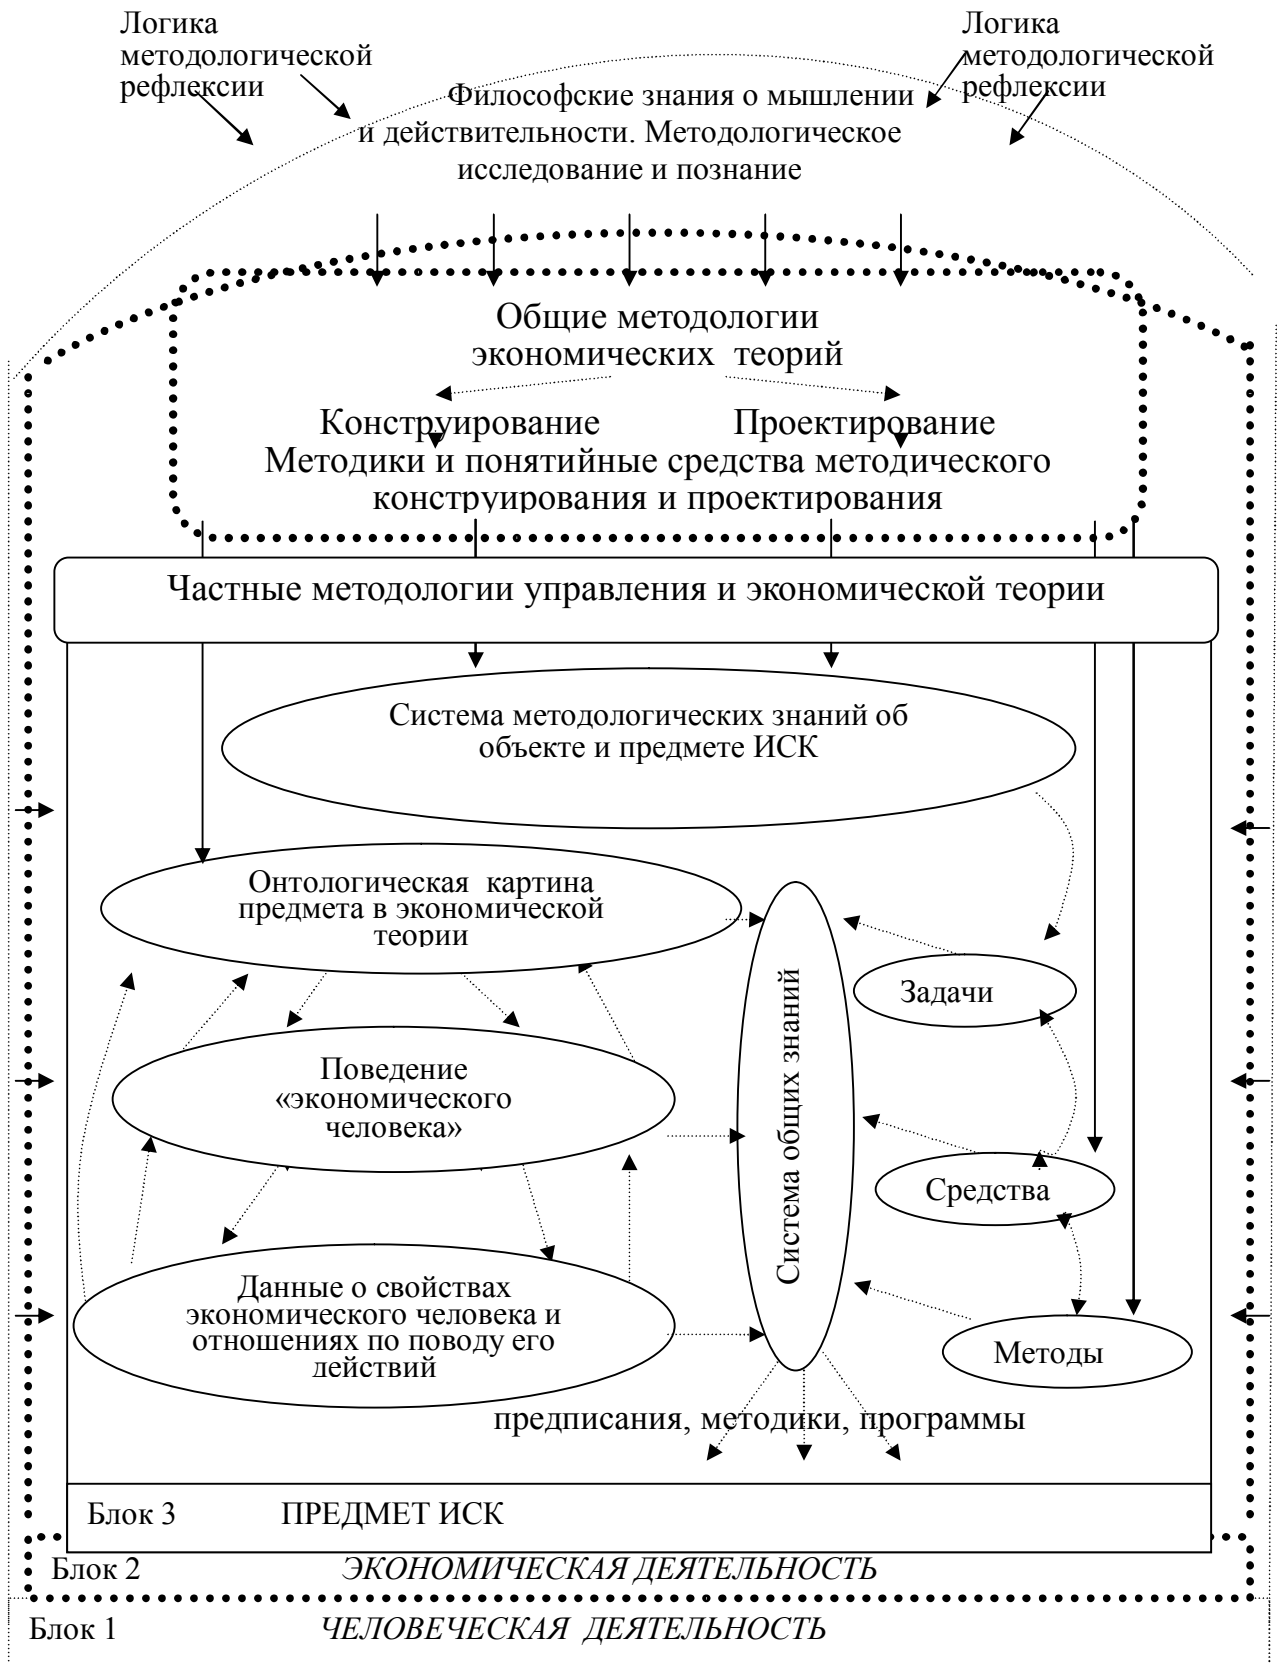 Логика
методологической
рефлексии
Логика
методологической
рефлексии
Философские знания о мышлении
и действительности. Методологическое
исследование и познание
Общие методологии
экономических теорий
Конструирование
Проектирование
Методики и понятийные средства методического
конструирования и проектирования
Частные методологии управления и экономической теории
Система методологических знаний об
объекте и предмете ИСК
Онтологическая картина
предмета в экономической
теории
Задачи
Поведение
«экономического
человека»
Система общих знаний
Средства
Данные о свойствах
экономического человека и
отношениях по поводу его
действий
Методы
предписания, методики, программы
Блок 3 ПРЕДМЕТ ИСК
Блок 2 ЭКОНОМИЧЕСКАЯ ДЕЯТЕЛЬНОСТЬ
Блок 1 ЧЕЛОВЕЧЕСКАЯ ДЕЯТЕЛЬНОСТЬ